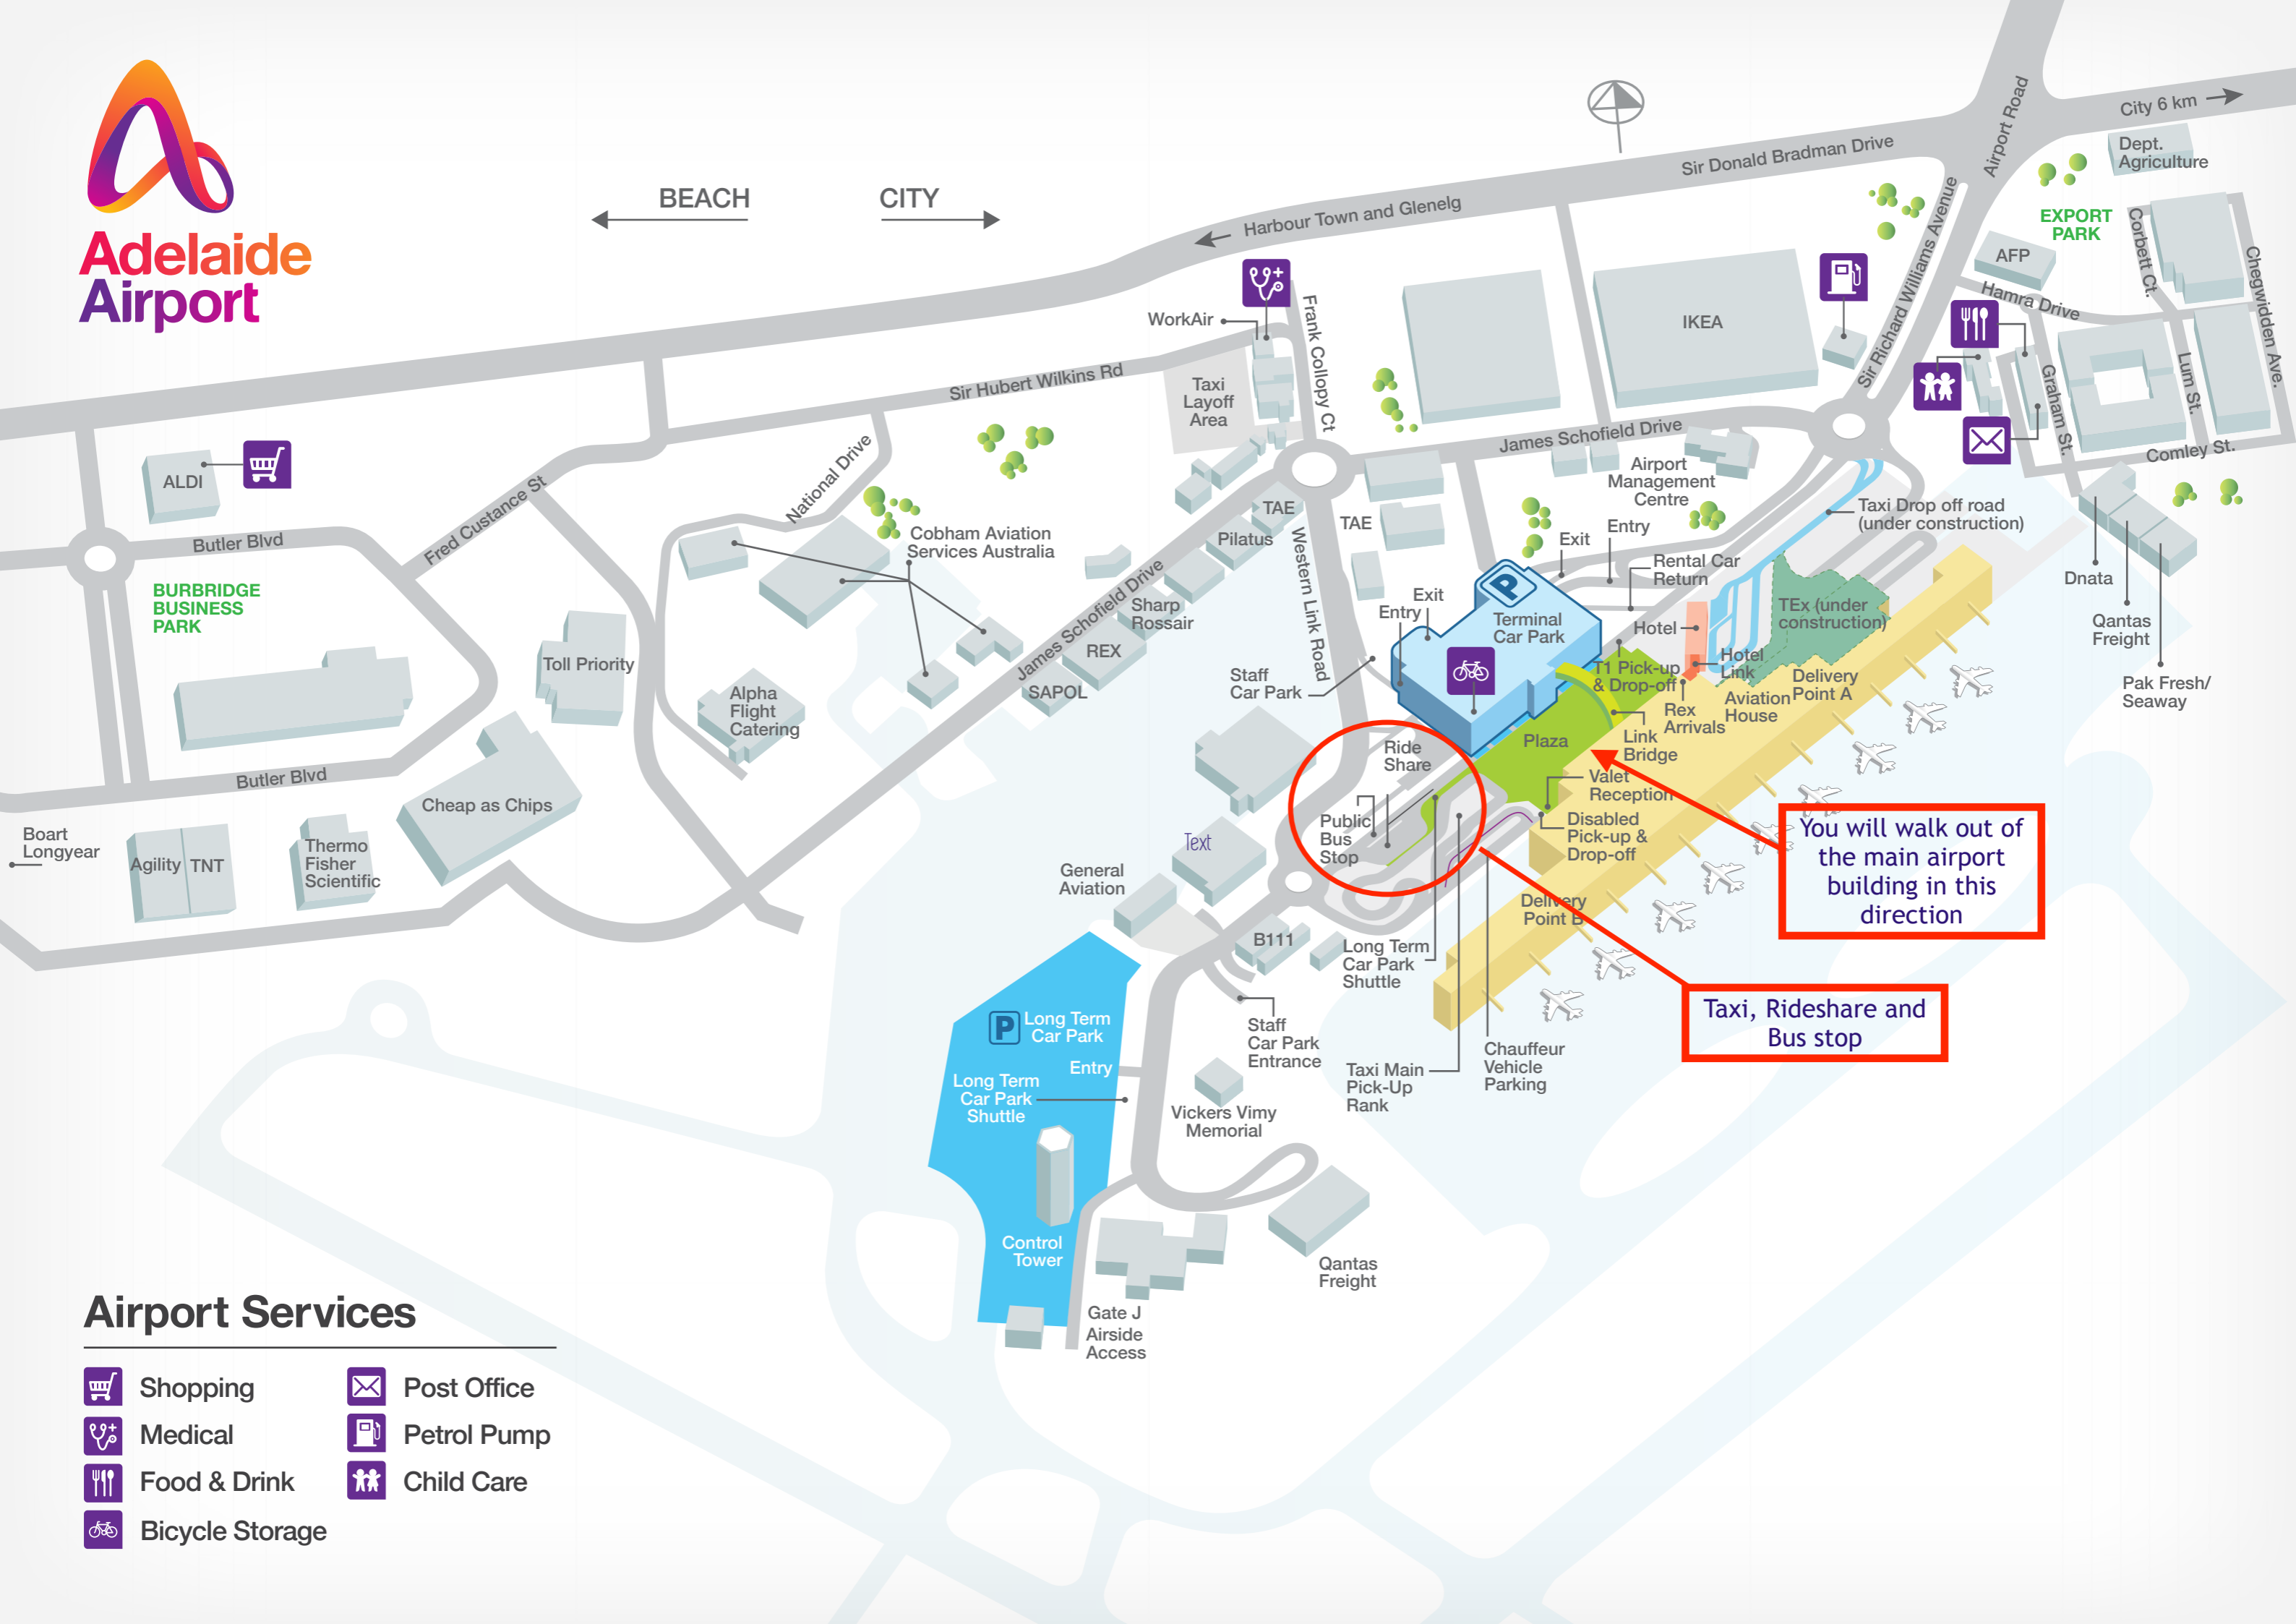 Adelaide
Airport
BEACH
CITY
City 6 km
Airport Road
Dept.
Agriculture
Sir Donald Bradman Drive
Harbour Town and Glenelg
Sir Richard Williams Avenue
EXPORT
PARK
Corbett Ct.
Chegwidden Ave.
AFP
Hamra Drive
Lum St.
Graham St.
Comley St.
IKEA
WorkAir
Frank Collopy Ct
Sir Hubert Wilkins Rd
Taxi
Layoff
Area
James Schofield Drive
Airport
Management
Centre
ALDI
National Drive
Fred Custance St
Butler Blvd
BURBRIDGE
BUSINESS
PARK
Cobham Aviation
Services Australia
TAE
Pilatus
TAE
Western Link Road
James Schofield Drive
Sharp
Rossair
REX
SAPOL
Exit
Entry
Rental Car
Return
Taxi Drop off road
(under construction)
Dnata
Qantas
Freight
Pak Fresh/
Seaway
Exit
Entry
P
Terminal
Car Park
Hotel
TEx (under
construction)
T1 Pick-up
& Drop-off
Hotel
Link
Delivery
Point A
Aviation
House
Rex
Arrivals
Link
Bridge
Plaza
Staff
Car Park
Ride
Share
Valet
Reception
Public
Bus
Stop
Disabled
Pick-up &
Drop-off
You will walk out of
the main airport
building in this
direction
Toll Priority
Alpha
Flight
Catering
Butler Blvd
Cheap as Chips
Boart
Longyear
Agility
TNT
Thermo
Fisher
Scientific
Text
General
Aviation
B111
Delivery
Point B
Long Term
Car Park
Shuttle
Taxi, Rideshare and
Bus stop
P
Long Term
Car Park
Entry
Long Term
Car Park
Shuttle
Staff
Car Park
Entrance
Taxi Main
Pick-Up
Rank
Chauffeur
Vehicle
Parking
Vickers Vimy
Memorial
Control
Tower
Qantas
Freight
Gate J
Airside
Access
Airport Services
Shopping
Medical
Food & Drink
Bicycle Storage
Post Office
Petrol Pump
Child Care